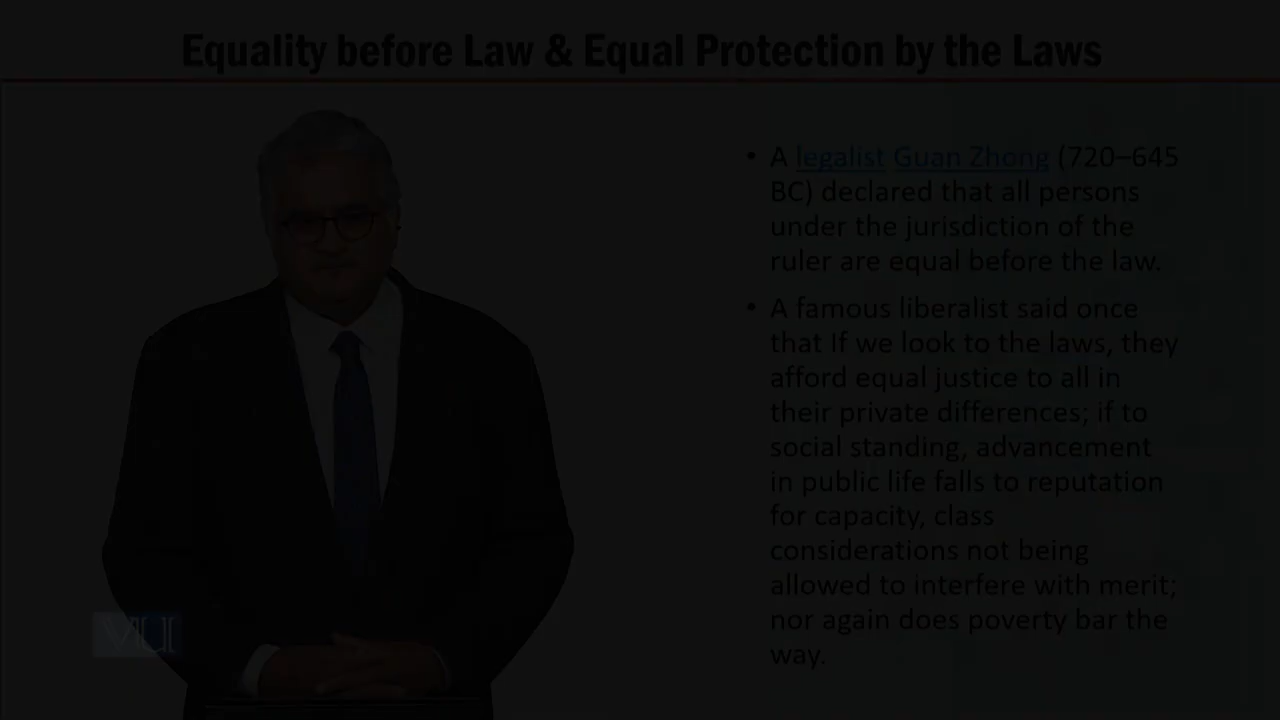 Equality before Law & Equal Protection by the Laws
• A legalist Guan Zhong (720–645
BC) declared that all persons
under the jurisdiction of the
ruler are equal before the law.
• A famous liberalist said once
that If we look to the laws, they
afford equal justice to all in
their private differences; if to
social standing, advancement
in public life falls to reputation
for capacity, class
considerations not being
allowed to interfere with merit;
nor again does poverty bar the
way.
VU